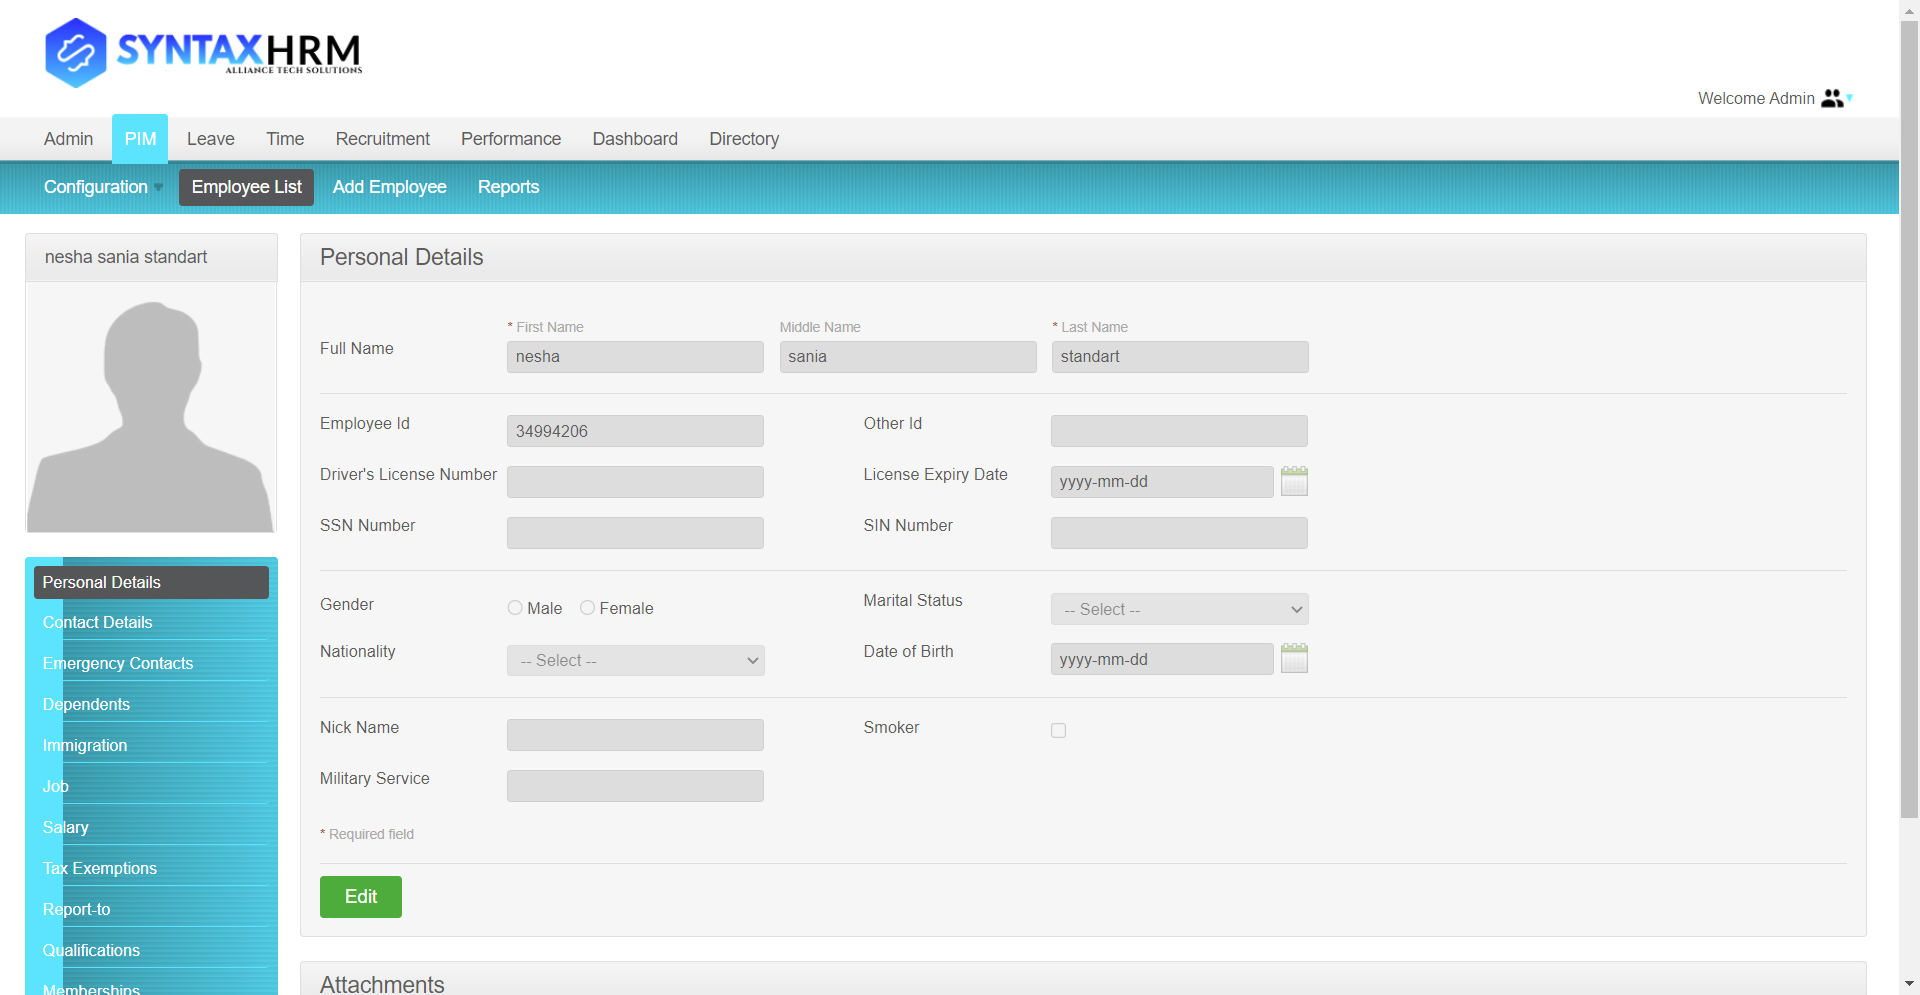 SYNTAXHRM
ALLIANCE TECH SOLUTIONS
Welcome Admin
Admin PIM Leave Time Recruitment Performance Dashboard Directory
Configuration Employee List Add Employee Reports
nesha sania standart
Personal Details
* First Name Middle Name * Last Name
Full Name nesha sania standart
Employee Id 34994206 Other Id
Driver's License Number License Expiry Date yyyy-mm-dd
SSN Number SIN Number
Gender Male Female Marital Status -- Select --
Nationality -- Select -- Date of Birth yyyy-mm-dd
Nick Name Smoker
Military Service
* Required field
Edit
Personal Details
Contact Details
Emergency Contacts
Dependents
Immigration
Job
Salary
Tax Exemptions
Report-to
Qualifications
Memberships
Attachments